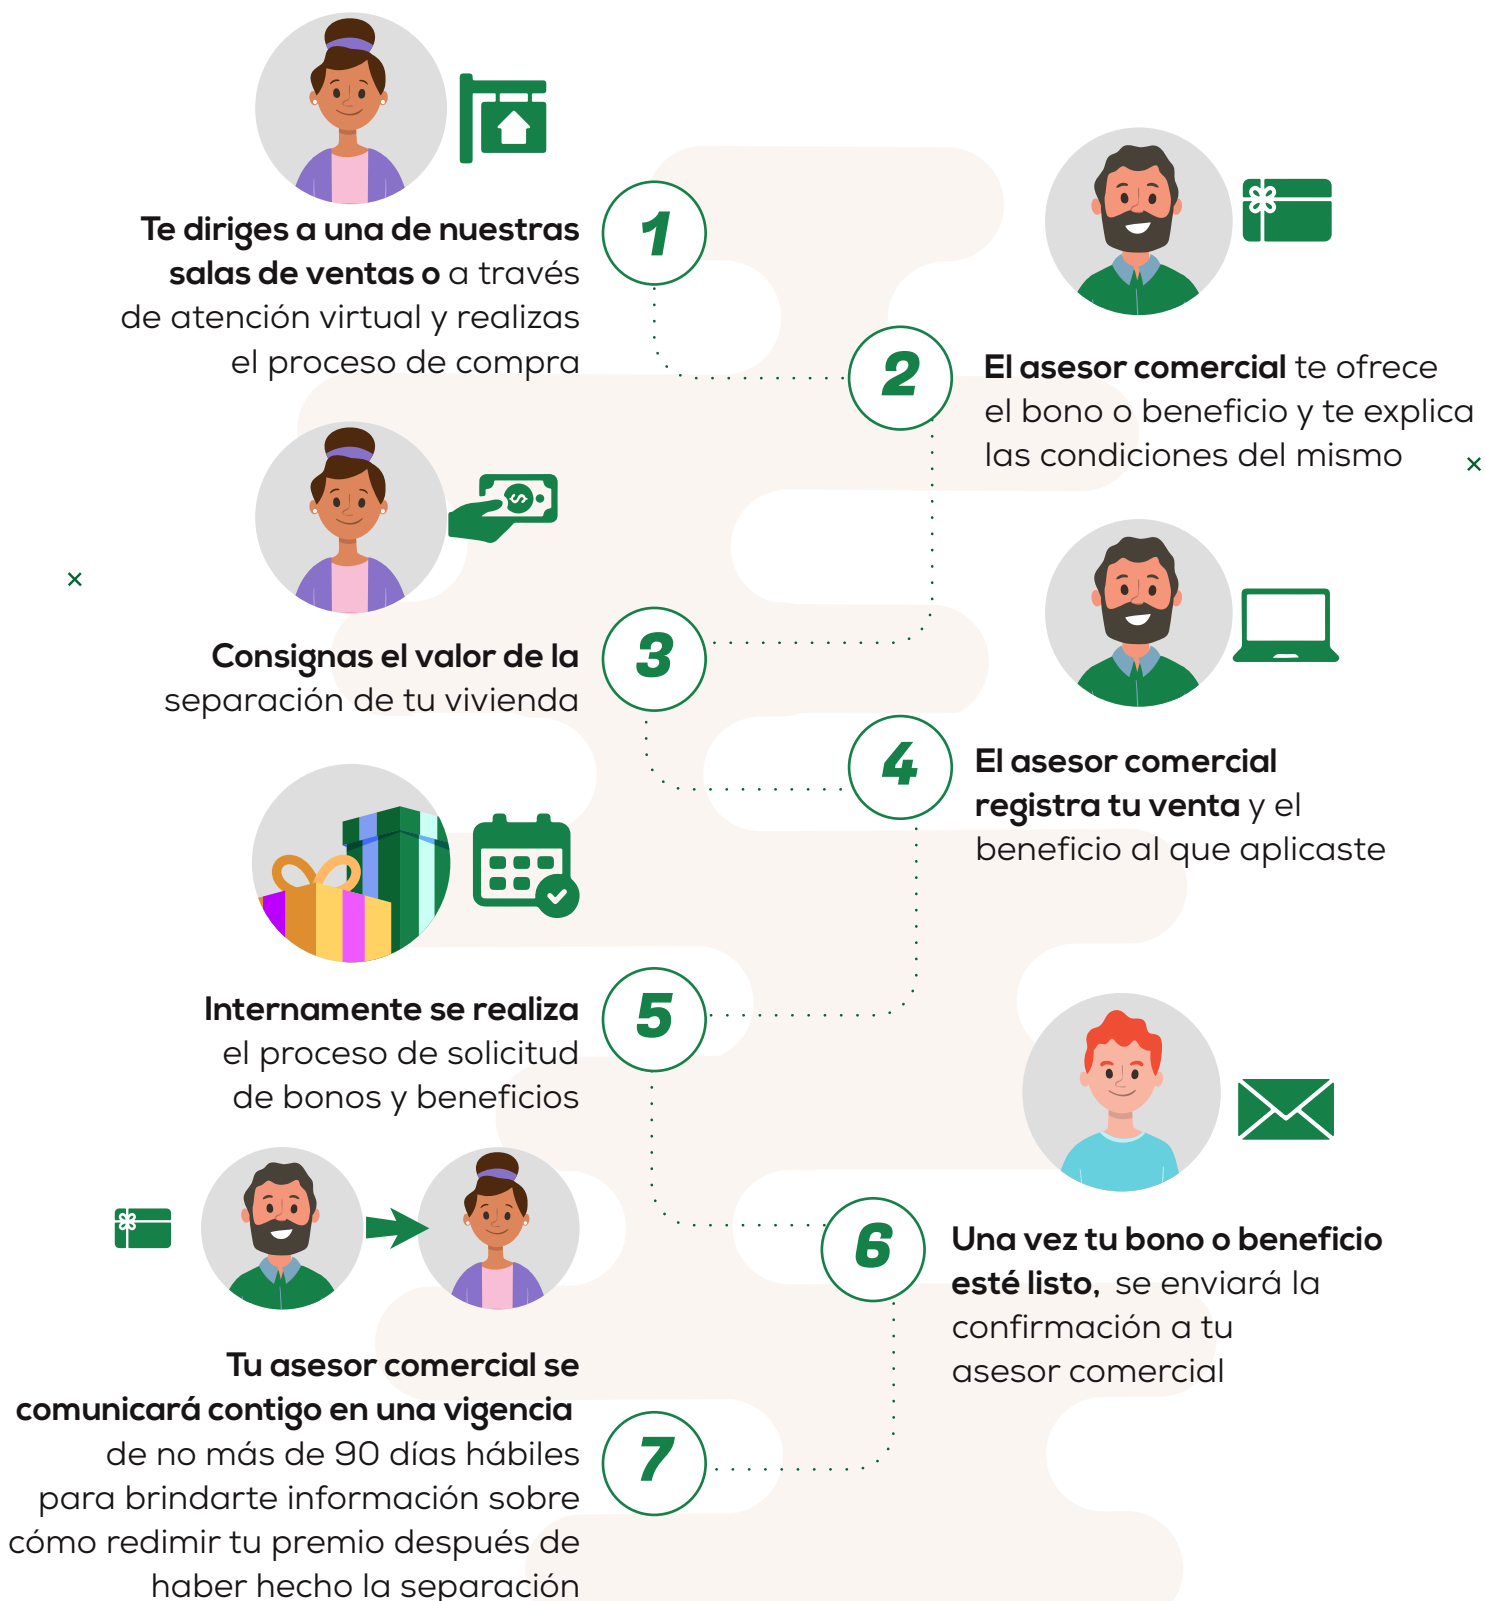 1
Te diriges a una de nuestras
salas de ventas o a través
de atención virtual y realizas
el proceso de compra
2
El asesor comercial te ofrece
el bono o beneficio y te explica
las condiciones del mismo
3
Consignas el valor de la
separación de tu vivienda
4
El asesor comercial
registra tu venta y el
beneficio al que aplicaste
5
Internamente se realiza
el proceso de solicitud
de bonos y beneficios
6
Una vez tu bono o beneficio
esté listo, se enviará la
confirmación a tu
asesor comercial
7
Tu asesor comercial se
comunicará contigo en una vigencia
de no más de 90 días hábiles
para brindarte información sobre
cómo redimir tu premio después de
haber hecho la separación